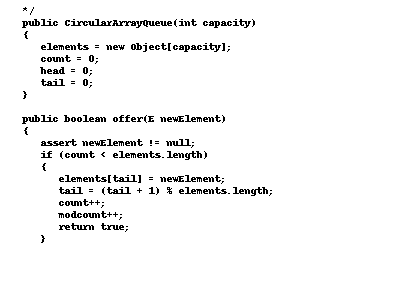 */
public CircularArrayQueue(int capacity)
{
elements = new Object[capacity];
count = 0;
head = 0;
tail = 0;
}
public boolean offer(E newElement)
{
assert newElement != null;
if (count < elements.length)
{
elements[tail] = newElement;
tail = (tail + 1) % elements.length;
count++;
modcount++;
return true;
}